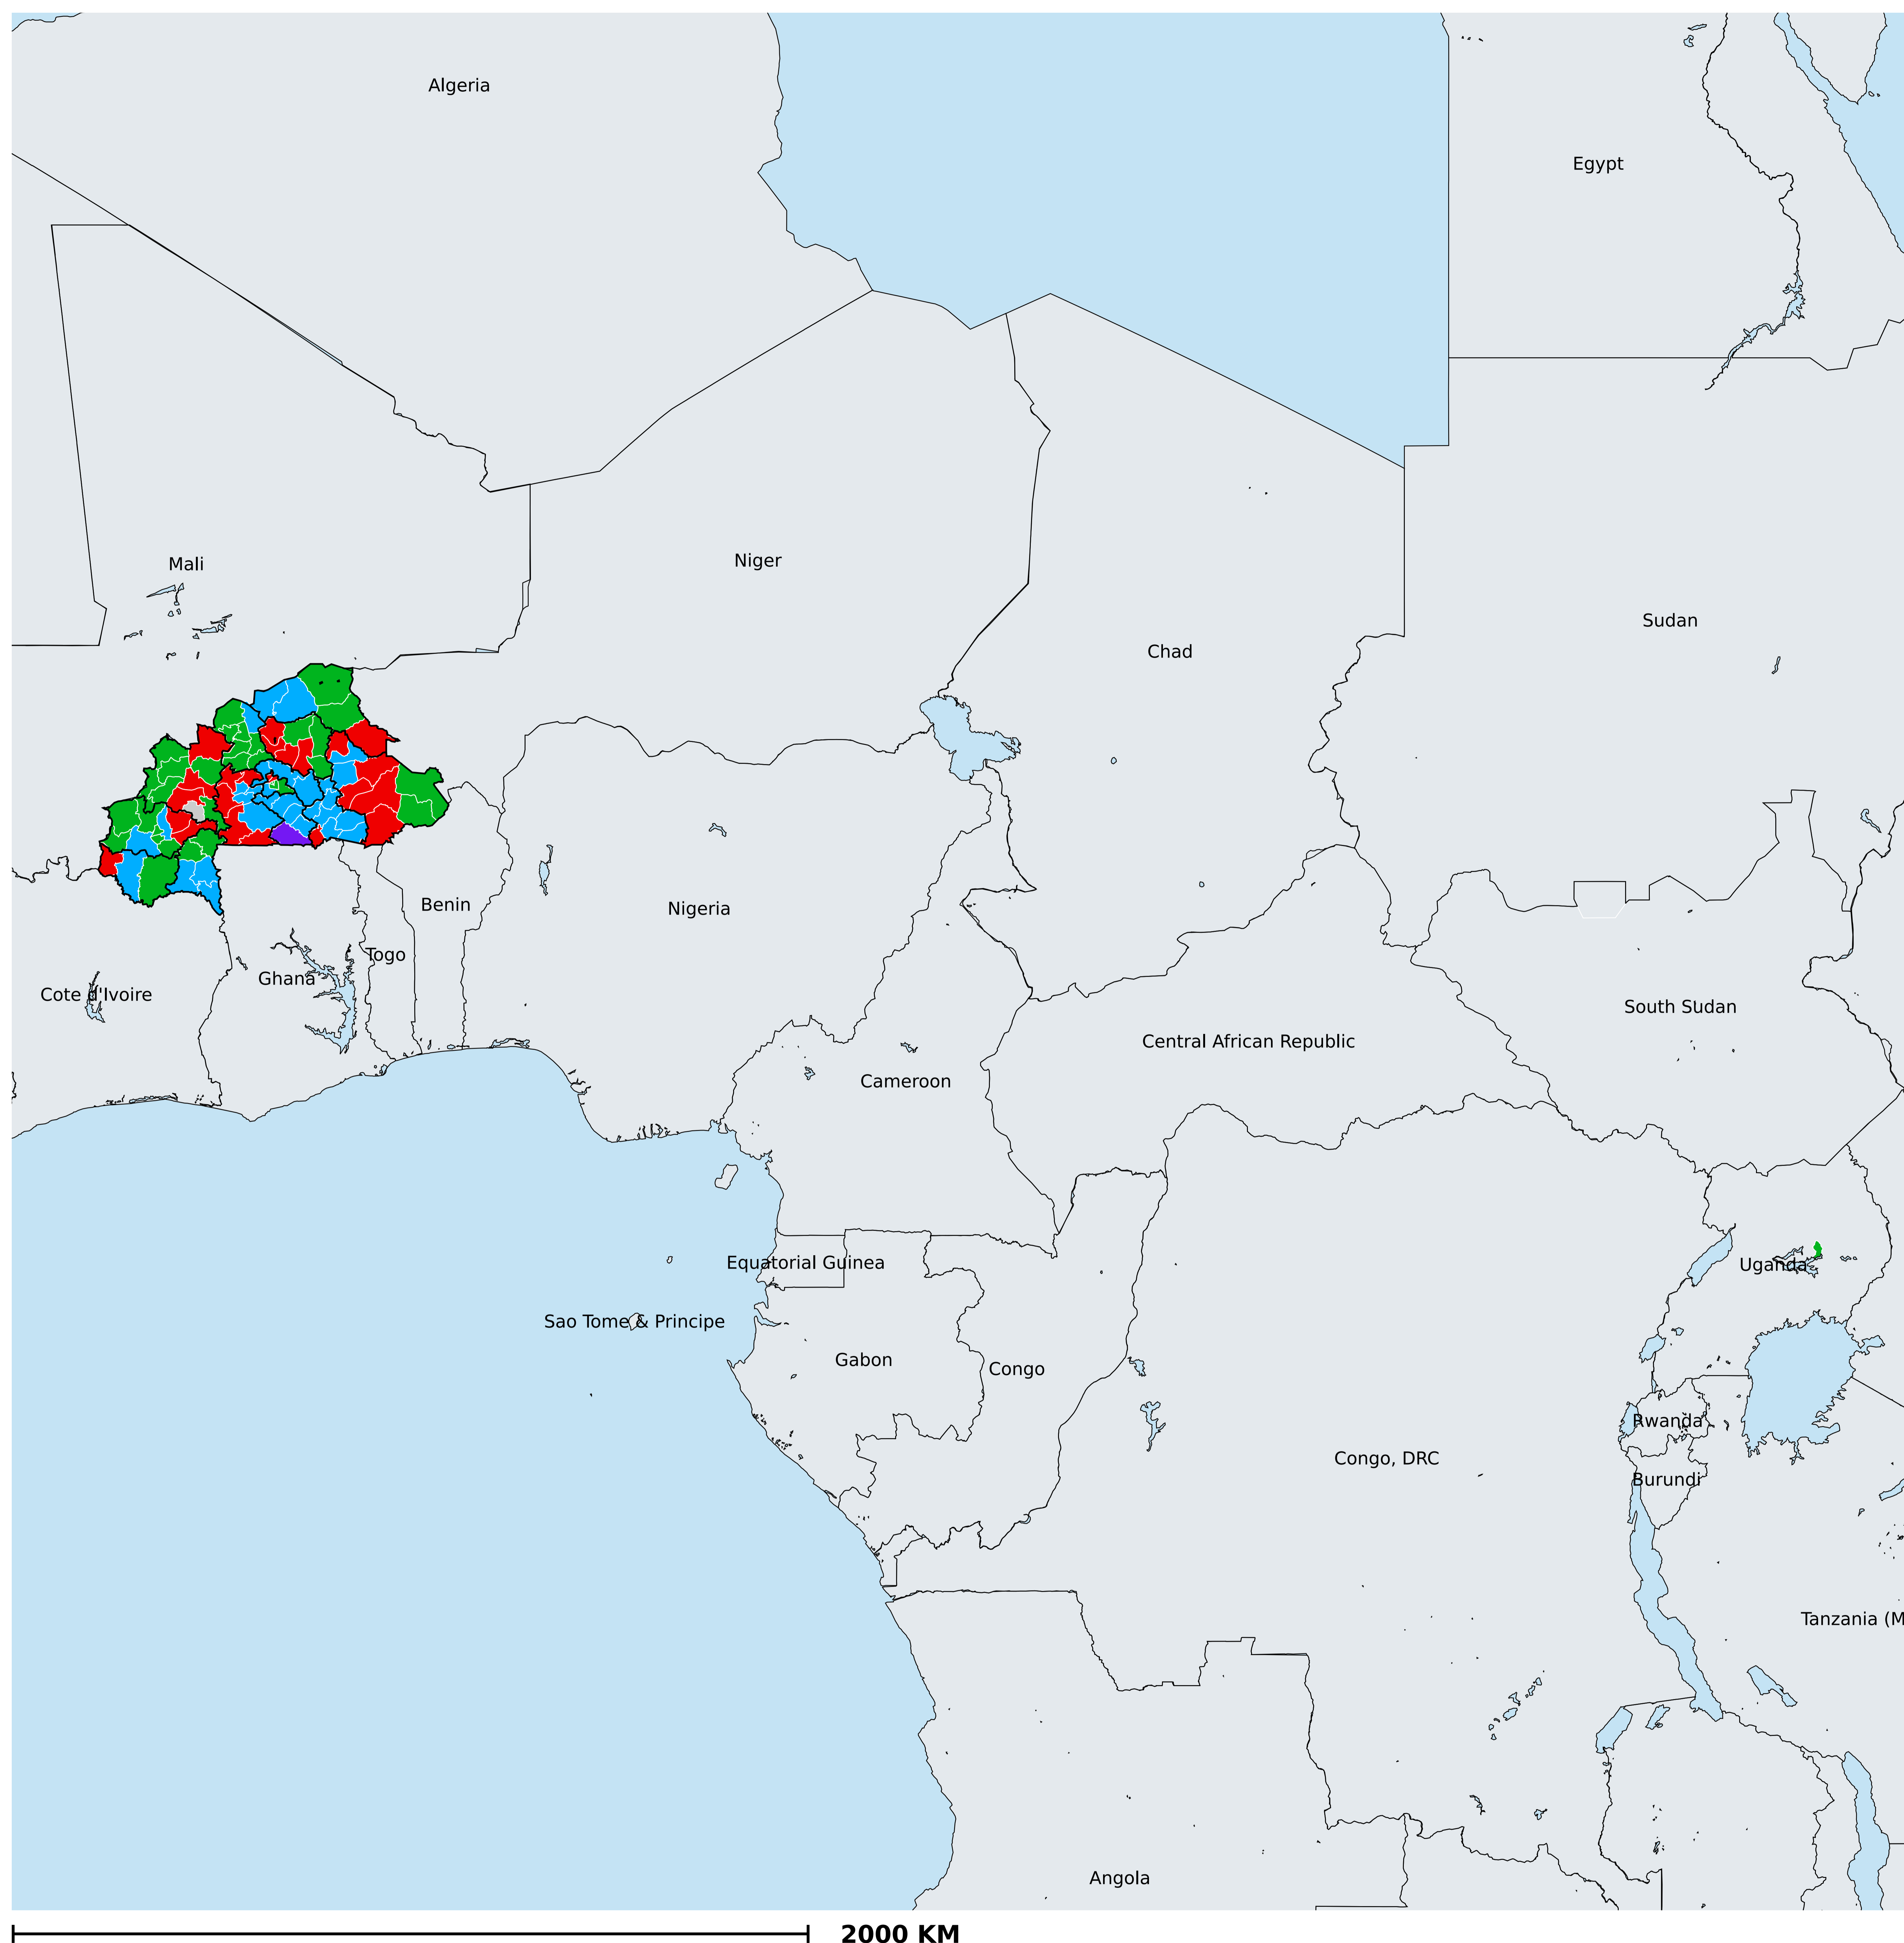 Algeria
Egypt
Mali
Niger
Sudan
Chad
Benin
Nigeria
Togo
Ghana
Cote d'Ivoire
South Sudan
Central African Republic
Cameroon
Equatorial Guinea
Uganda
Sao Tome & Principe
Gabon
Congo
Rwanda
Congo, DRC
Burundi
Tanzania (M
Angola
2000 KM